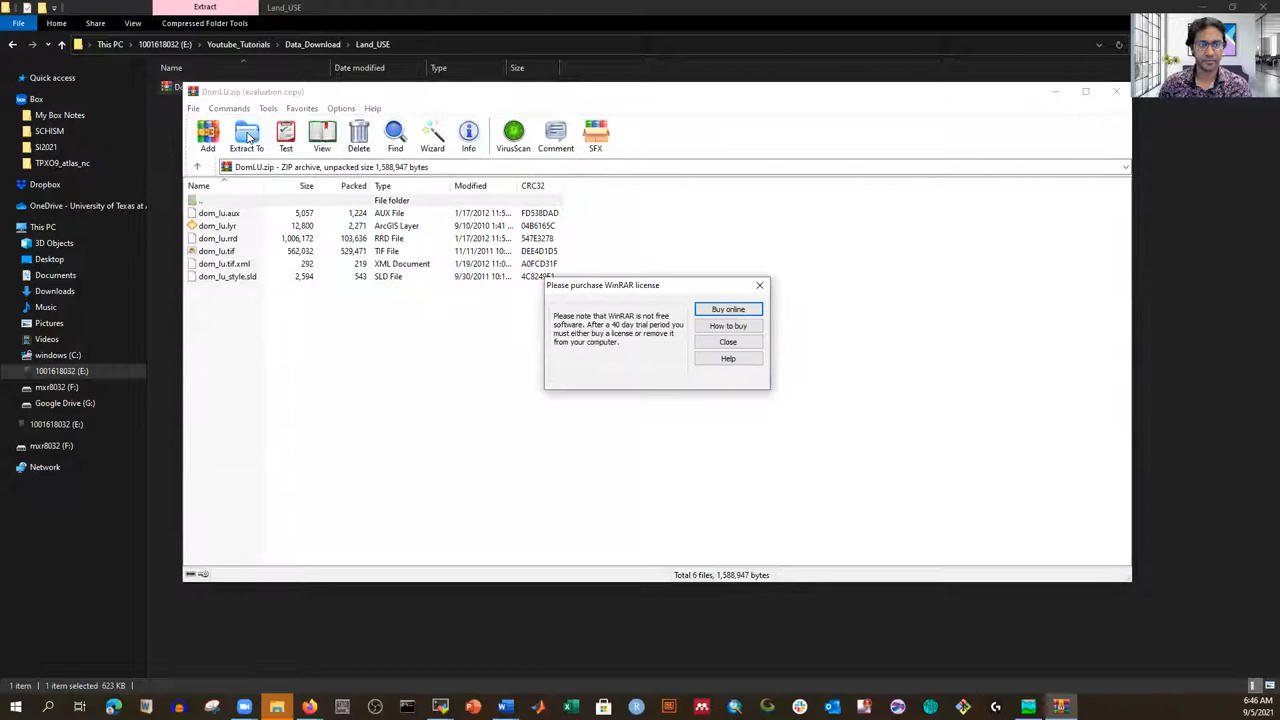 Extract
Land_USE
File Home Share View Compressed Folder Tools
This PC 1001618032 (E:) Youtube_Tutorials Data_Download Land_USE
Name Date modified Type Size
Quick access
Box
My Box Notes
SCHISM
SI2021
TPXO9_atlas_nc
Dropbox
OneDrive - University of Texas at A
This PC
3D Objects
Desktop
Documents
Downloads
Music
Pictures
Videos
windows (C:)
1001618032 (E:)
mxr8032 (F:)
Google Drive (G:)
1001618032 (E:)
mxr8032 (F:)
Network
DomLU.zip (evaluation copy)
File Commands Tools Favorites Options Help
Add Extract To Test View Delete Find Wizard Info VirusScan Comment SFX
DomLU.zip - ZIP archive, unpacked size 1,588,947 bytes
Name Size Packed Type Modified CRC32
.. File folder
dom_lu.aux 5,057 1,224 AUX File 1/17/2012 11:5... FD538DAD
dom_lu.lyr 12,800 2,271 ArcGIS Layer 9/10/2010 1:41 ... 04B6165C
dom_lu.rrd 1,006,172 103,636 RRD File 1/17/2012 11:5... 547E3278
dom_lu.tif 562,032 529,471 TIF File 11/11/2011 10:... DEE4D1D5
dom_lu.tif.xml 292 219 XML Document 1/19/2012 11:0... A0FCD31F
dom_lu_style.sld 2,594 543 SLD File 9/30/2011 10:1...
Please purchase WinRAR license
Please note that WinRAR is not free
software. After a 40 day trial period you
must either buy a license or remove it
from your computer.
Buy online
How to buy
Close
Help
Total 6 files, 1,588,947 bytes
1 item 1 item selected 623 KB
6:46 AM
9/5/2021